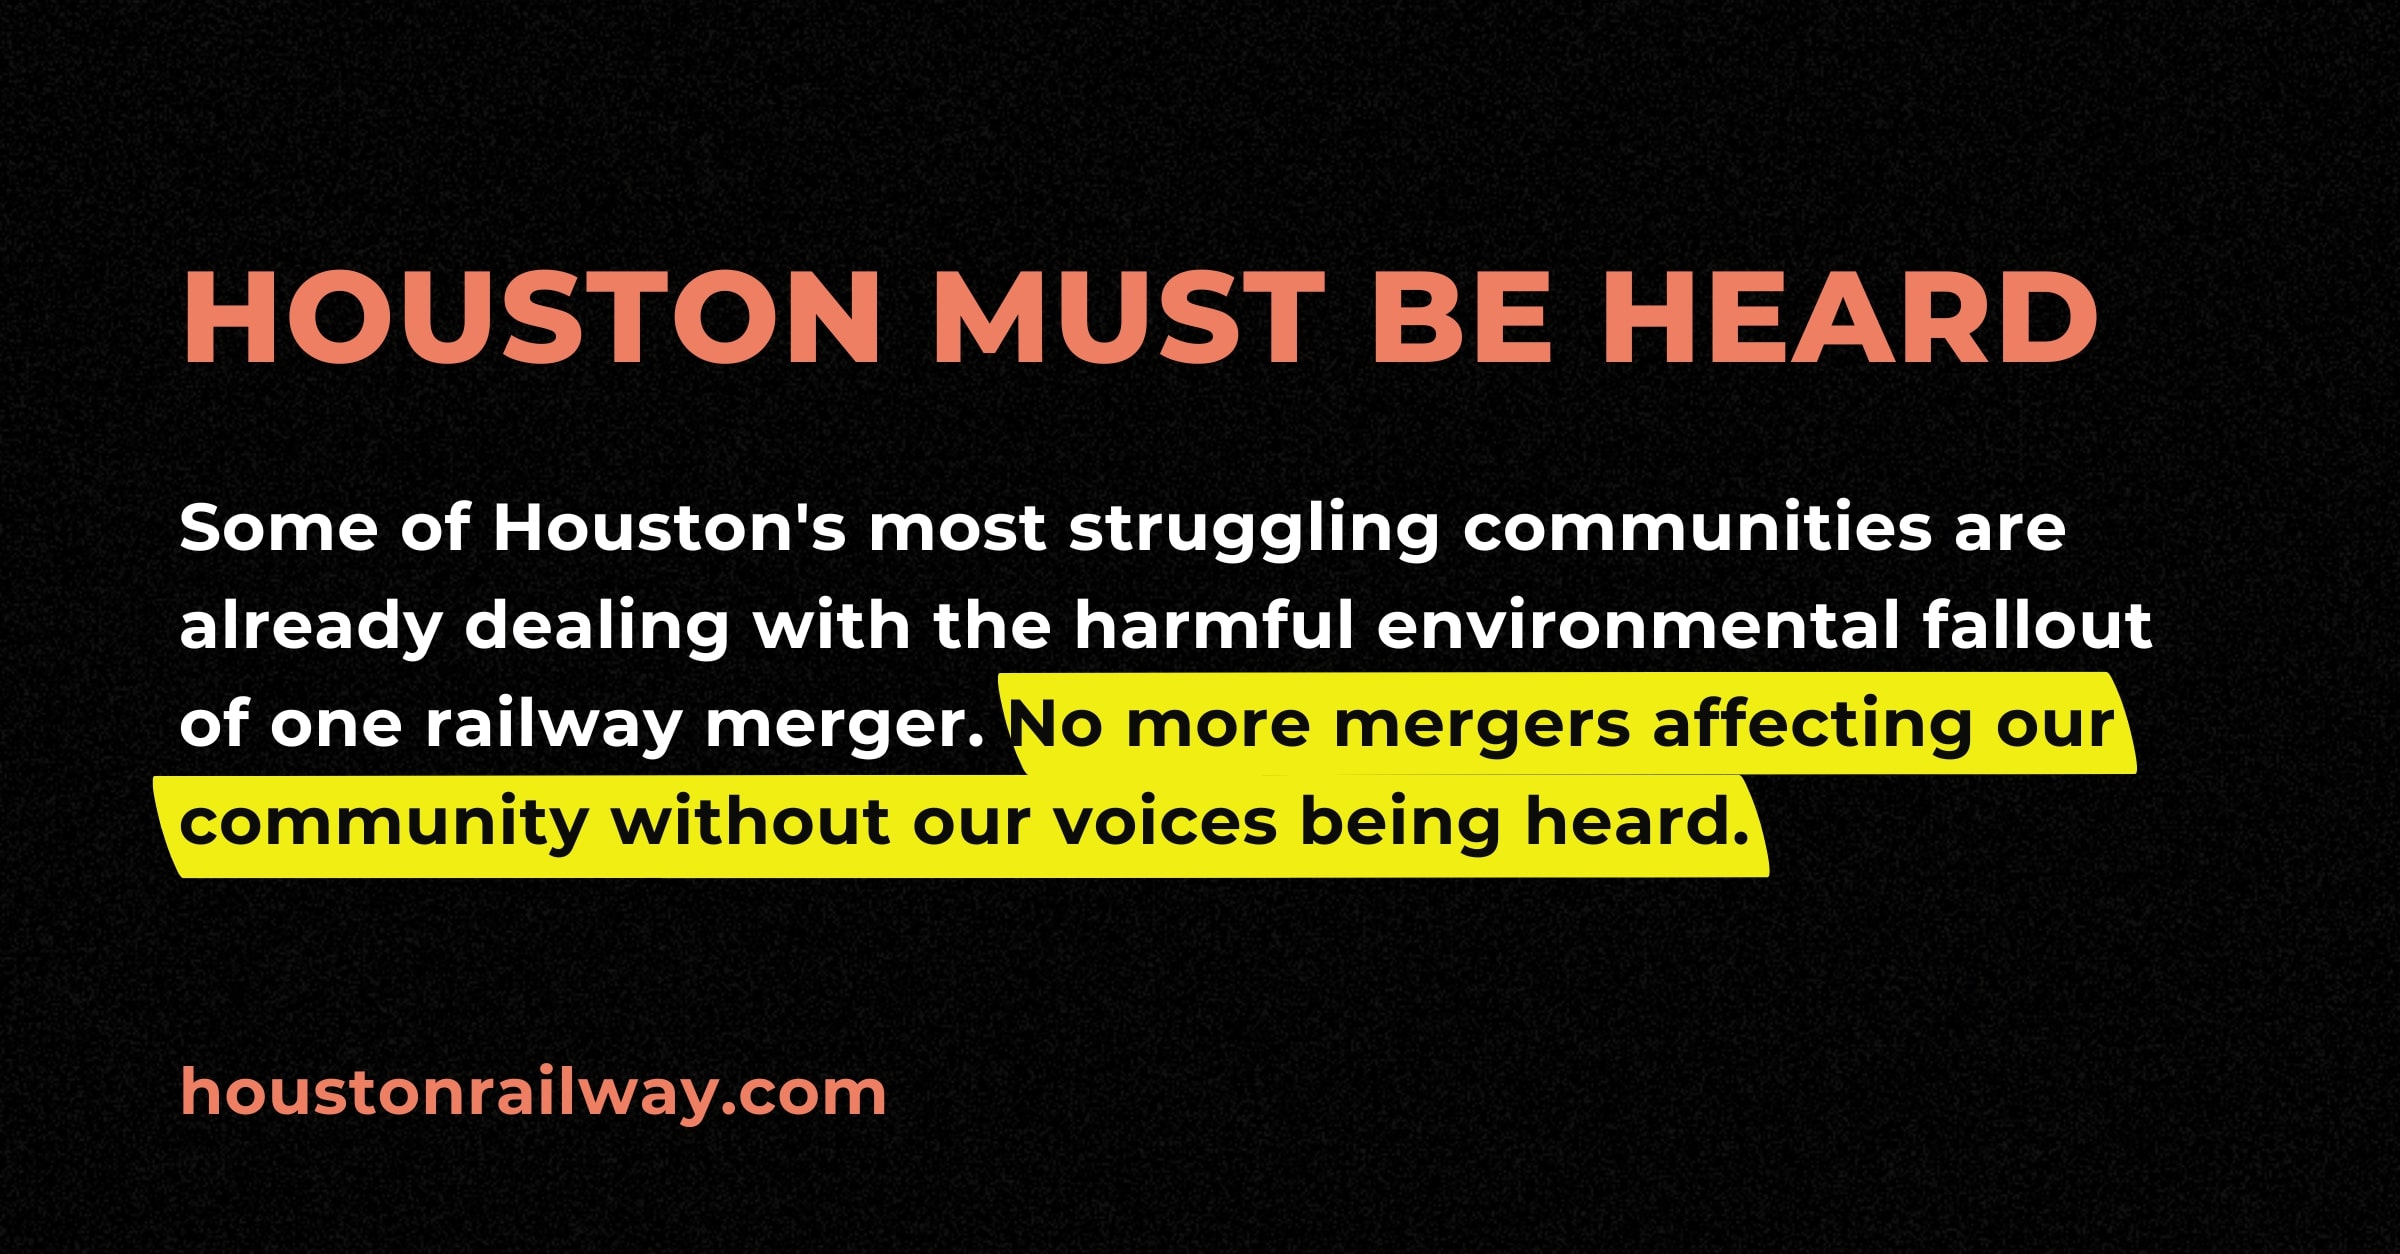 HOUSTON MUST BE HEARD
Some of Houston's most struggling communities are
already dealing with the harmful environmental fallout
of one railway merger. No more mergers affecting our
community without our voices being heard.
houstonrailway.com